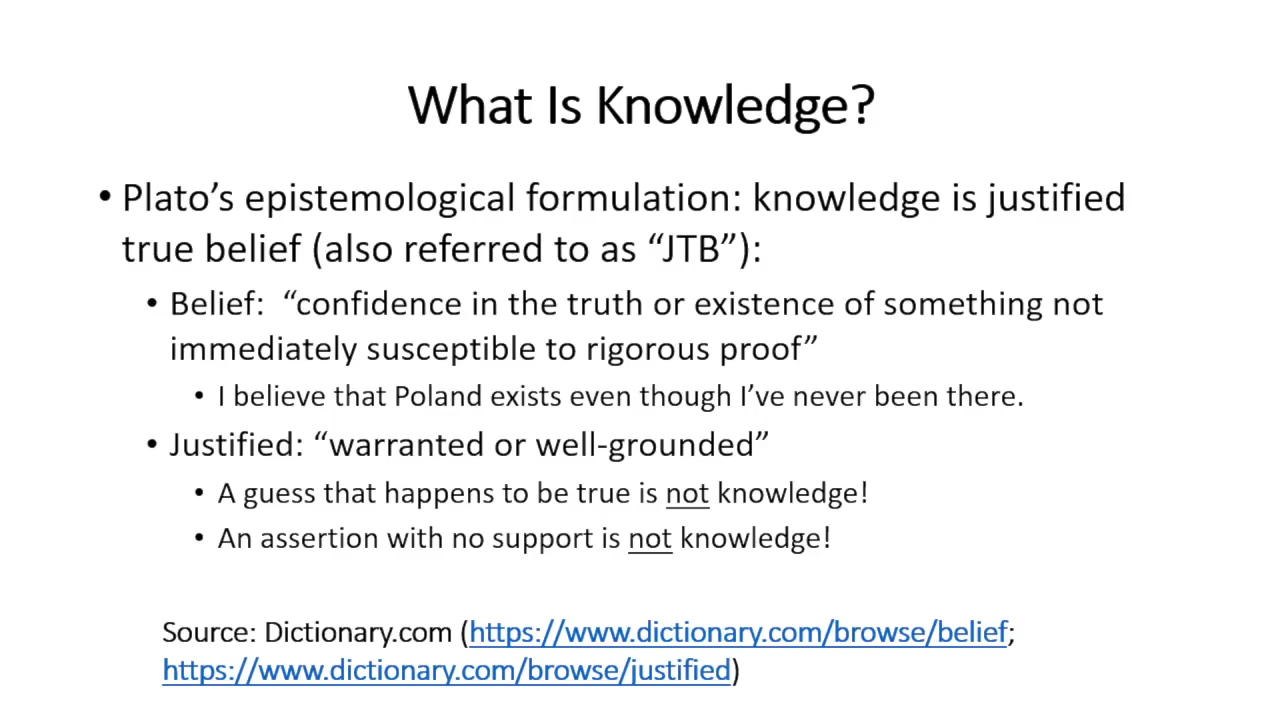 What Is Knowledge?
• Plato’s epistemological formulation: knowledge is justified
true belief (also referred to as “JTB”):
• Belief:  “confidence in the truth or existence of something not
immediately susceptible to rigorous proof”
• I believe that Poland exists even though I’ve never been there.
• Justified: “warranted or well-grounded”
• A guess that happens to be true is not knowledge!
• An assertion with no support is not knowledge!
Source: Dictionary.com (https://www.dictionary.com/browse/belief;
https://www.dictionary.com/browse/justified)